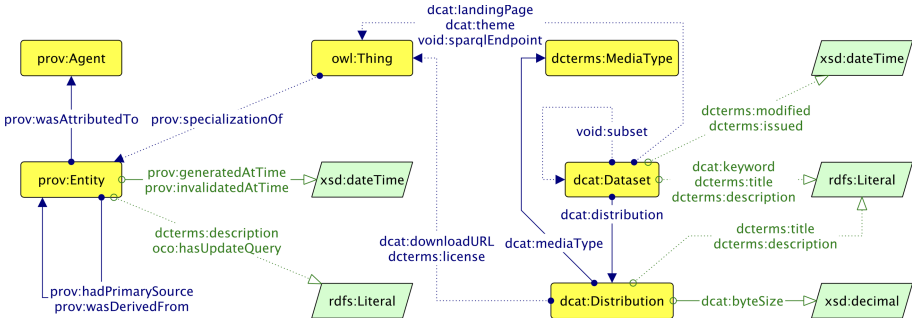 dcat:landingPage
dcat:theme
void:sparqlEndpoint
prov:Agent
owl:Thing
dcterms:MediaType
xsd:dateTime
dcterms:modified
dcterms:issued
prov:wasAttributedTo
prov:specializationOf
void:subset
prov:Entity
prov:generatedAtTime
prov:invalidatedAtTime
xsd:dateTime
dcat:Dataset
dcat:keyword
dcterms:title
dcterms:description
rdfs:Literal
dcat:distribution
dcterms:description
oco:hasUpdateQuery
dcat:downloadURL
dcterms:license
dcat:mediaType
dcterms:title
dcterms:description
prov:hadPrimarySource
prov:wasDerivedFrom
rdfs:Literal
dcat:Distribution
dcat:byteSize
xsd:decimal